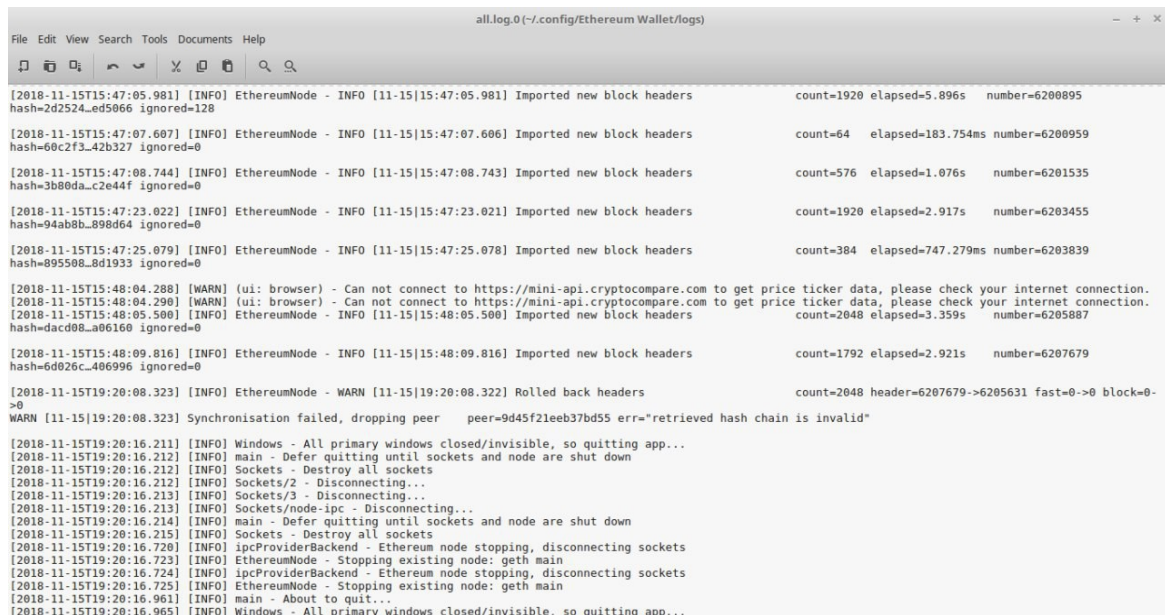 all.log.0 (~/.config/Ethereum Wallet/logs)
File Edit View Search Tools Documents Help
[2018-11-15T15:47:05.981] [INFO] EthereumNode - INFO [11-15|15:47:05.981] Imported new block headers count=1920 elapsed=5.896s number=6200895
hash=2d2524…ed5066 ignored=128
[2018-11-15T15:47:07.607] [INFO] EthereumNode - INFO [11-15|15:47:07.606] Imported new block headers count=64 elapsed=183.754ms number=6200959
hash=60c2f3…42b327 ignored=0
[2018-11-15T15:47:08.744] [INFO] EthereumNode - INFO [11-15|15:47:08.743] Imported new block headers count=576 elapsed=1.076s number=6201535
hash=3b80da…c2e44f ignored=0
[2018-11-15T15:47:23.022] [INFO] EthereumNode - INFO [11-15|15:47:23.021] Imported new block headers count=1920 elapsed=2.917s number=6203455
hash=94ab8b…898d64 ignored=0
[2018-11-15T15:47:25.079] [INFO] EthereumNode - INFO [11-15|15:47:25.078] Imported new block headers count=384 elapsed=747.279ms number=6203839
hash=895508…8d1933 ignored=0
[2018-11-15T15:48:04.288] [WARN] (ui: browser) - Can not connect to https://mini-api.cryptocompare.com to get price ticker data, please check your internet connection.
[2018-11-15T15:48:04.290] [WARN] (ui: browser) - Can not connect to https://mini-api.cryptocompare.com to get price ticker data, please check your internet connection.
[2018-11-15T15:48:05.500] [INFO] EthereumNode - INFO [11-15|15:48:05.500] Imported new block headers count=2048 elapsed=3.359s number=6205887
hash=dacd08…a06160 ignored=0
[2018-11-15T15:48:09.816] [INFO] EthereumNode - INFO [11-15|15:48:09.816] Imported new block headers count=1792 elapsed=2.921s number=6207679
hash=6d026c…406996 ignored=0
[2018-11-15T19:20:08.323] [INFO] EthereumNode - WARN [11-15|19:20:08.322] Rolled back headers count=2048 header=6207679->6205631 fast=0->0 block=0-
>0
WARN [11-15|19:20:08.323] Synchronisation failed, dropping peer peer=9d45f21eeb37bd55 err="retrieved hash chain is invalid"
[2018-11-15T19:20:16.211] [INFO] Windows - All primary windows closed/invisible, so quitting app...
[2018-11-15T19:20:16.212] [INFO] main - Defer quitting until sockets and node are shut down
[2018-11-15T19:20:16.212] [INFO] Sockets - Destroy all sockets
[2018-11-15T19:20:16.212] [INFO] Sockets/2 - Disconnecting...
[2018-11-15T19:20:16.213] [INFO] Sockets/3 - Disconnecting...
[2018-11-15T19:20:16.213] [INFO] Sockets/node-ipc - Disconnecting...
[2018-11-15T19:20:16.214] [INFO] main - Defer quitting until sockets and node are shut down
[2018-11-15T19:20:16.215] [INFO] Sockets - Destroy all sockets
[2018-11-15T19:20:16.720] [INFO] ipcProviderBackend - Ethereum node stopping, disconnecting sockets
[2018-11-15T19:20:16.723] [INFO] EthereumNode - Stopping existing node: geth main
[2018-11-15T19:20:16.724] [INFO] ipcProviderBackend - Ethereum node stopping, disconnecting sockets
[2018-11-15T19:20:16.725] [INFO] EthereumNode - Stopping existing node: geth main
[2018-11-15T19:20:16.961] [INFO] main - About to quit...
[2018-11-15T19:20:16.965] [INFO] Windows - All primary windows closed/invisible, so quitting app...